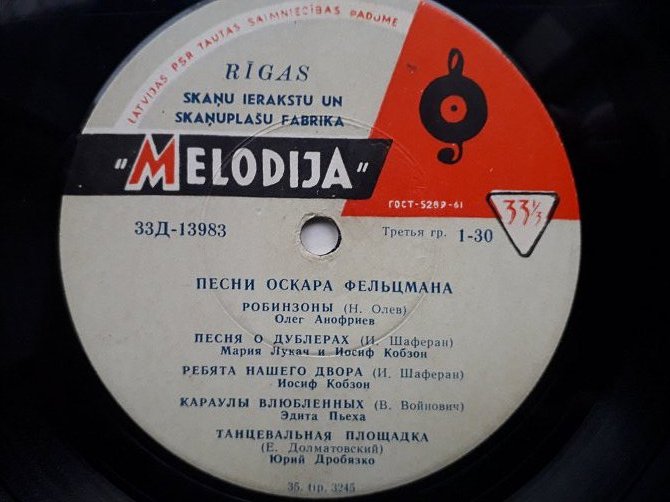 LATVIJAS PSR TAUTAS SAIMNIECĪBAS PADOME
RĪGAS
SKAŅU IERAKSTU UN
SKAŅUPLAŠU FABRIKA
"MELODIJA"
ГОСТ-5289-61
33⅓
33Д-13983
Третья гр. 1-30
ПЕСНИ ОСКАРА ФЕЛЬЦМАНА
РОБИНЗОНЫ (Н. Олев)
Олег Анофриев
ПЕСНЯ О ДУБЛЕРАХ (И. Шаферан)
Мария Лукач и Иосиф Кобзон
РЕБЯТА НАШЕГО ДВОРА (И. Шаферан)
Иосиф Кобзон
КАРАУЛЫ ВЛЮБЛЕННЫХ (В. Войнович)
Эдита Пьеха
ТАНЦЕВАЛЬНАЯ ПЛОЩАДКА
(Е. Долматовский)
Юрий Дробязко
35. tip. 3245